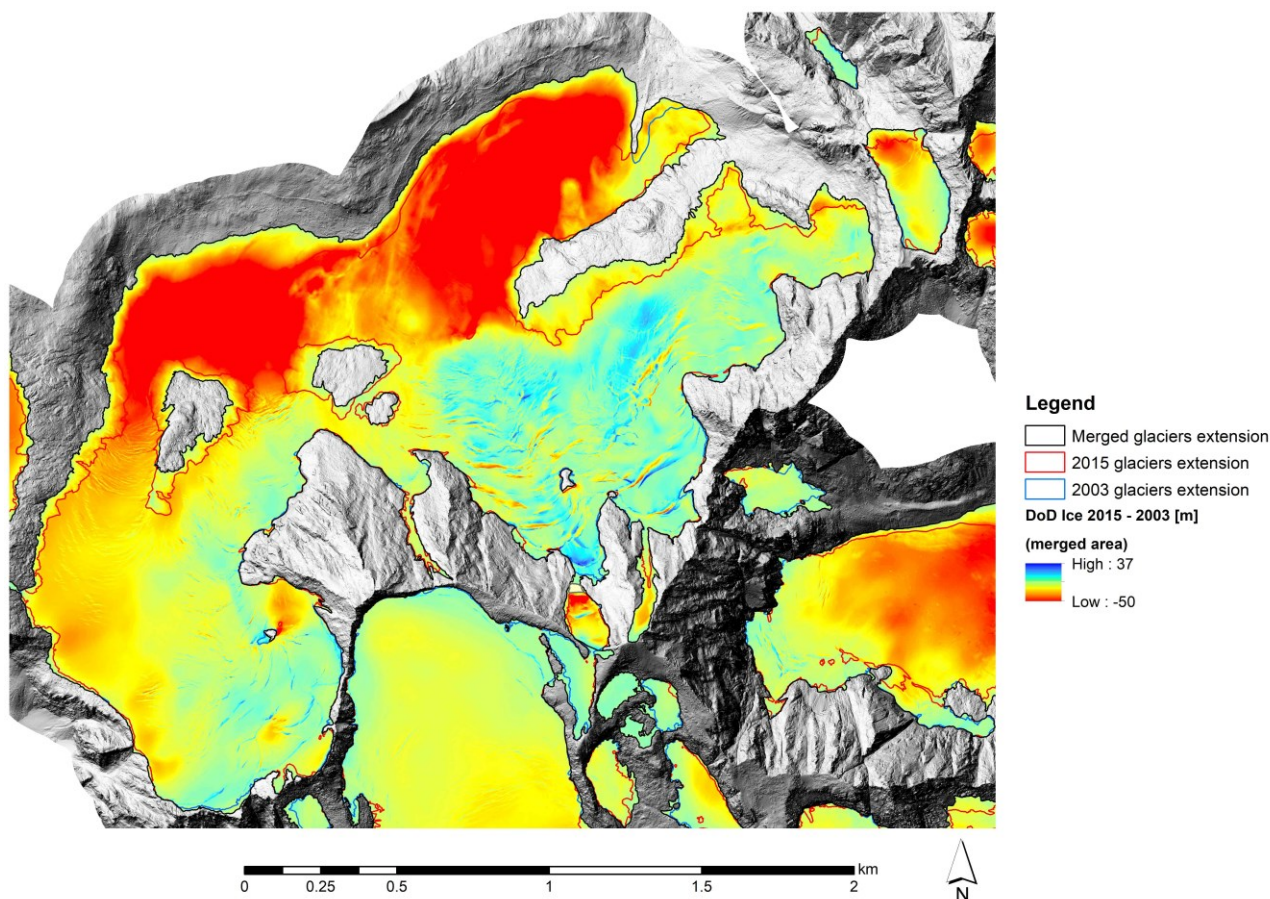 Legend
Merged glaciers extension
2015 glaciers extension
2003 glaciers extension
DoD Ice 2015 - 2003 [m]
(merged area)
High : 37
Low : -50
km
0 0.25 0.5 1 1.5 2
N